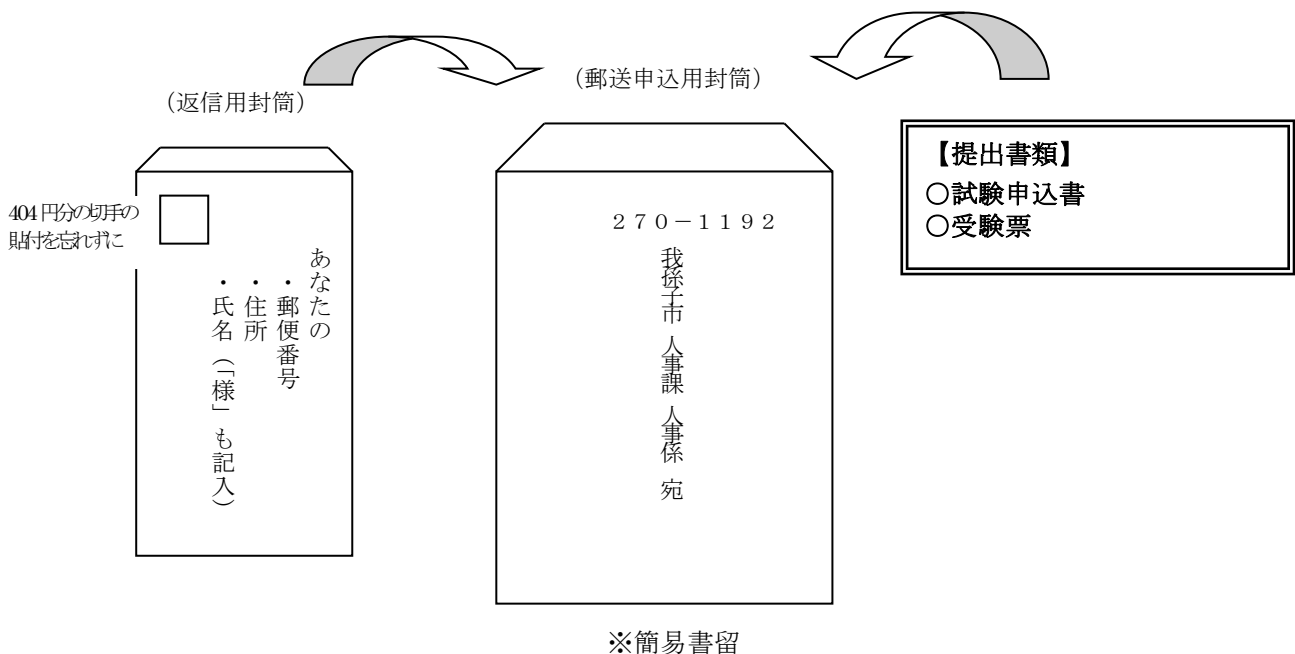 （返信用封筒）
（郵送申込用封筒）
404 円分の切手の
貼付を忘れずに
あなたの
・郵便番号
・住所
・氏名（「様」も記入）
２７０－１１９２
我孫子市 人事課 人事係 宛
【提出書類】
○試験申込書
○受験票
※簡易書留